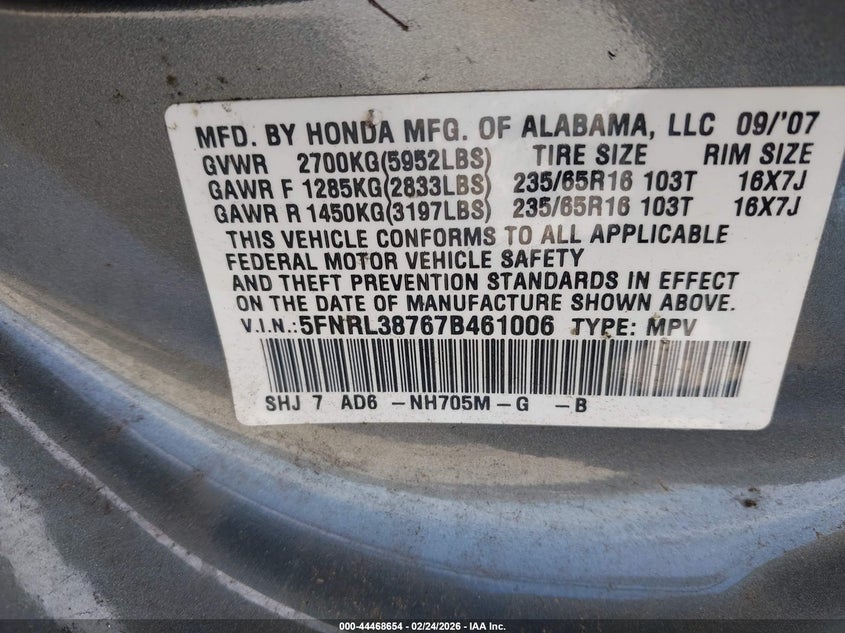 MFD. BY HONDA MFG. OF ALABAMA, LLC 09/'07
GVWR 2700KG(5952LBS) TIRE SIZE RIM SIZE
GAWR F 1285KG(2833LBS) 235/65R16 103T 16X7J
GAWR R 1450KG(3197LBS) 235/65R16 103T 16X7J
THIS VEHICLE CONFORMS TO ALL APPLICABLE
FEDERAL MOTOR VEHICLE SAFETY
AND THEFT PREVENTION STANDARDS IN EFFECT
ON THE DATE OF MANUFACTURE SHOWN ABOVE.
V.I.N.:5FNRL38767B461006 TYPE: MPV
SHJ 7 AD6 -NH705M-G -B
000-44468654 | 02/24/2026 - IAA Inc.